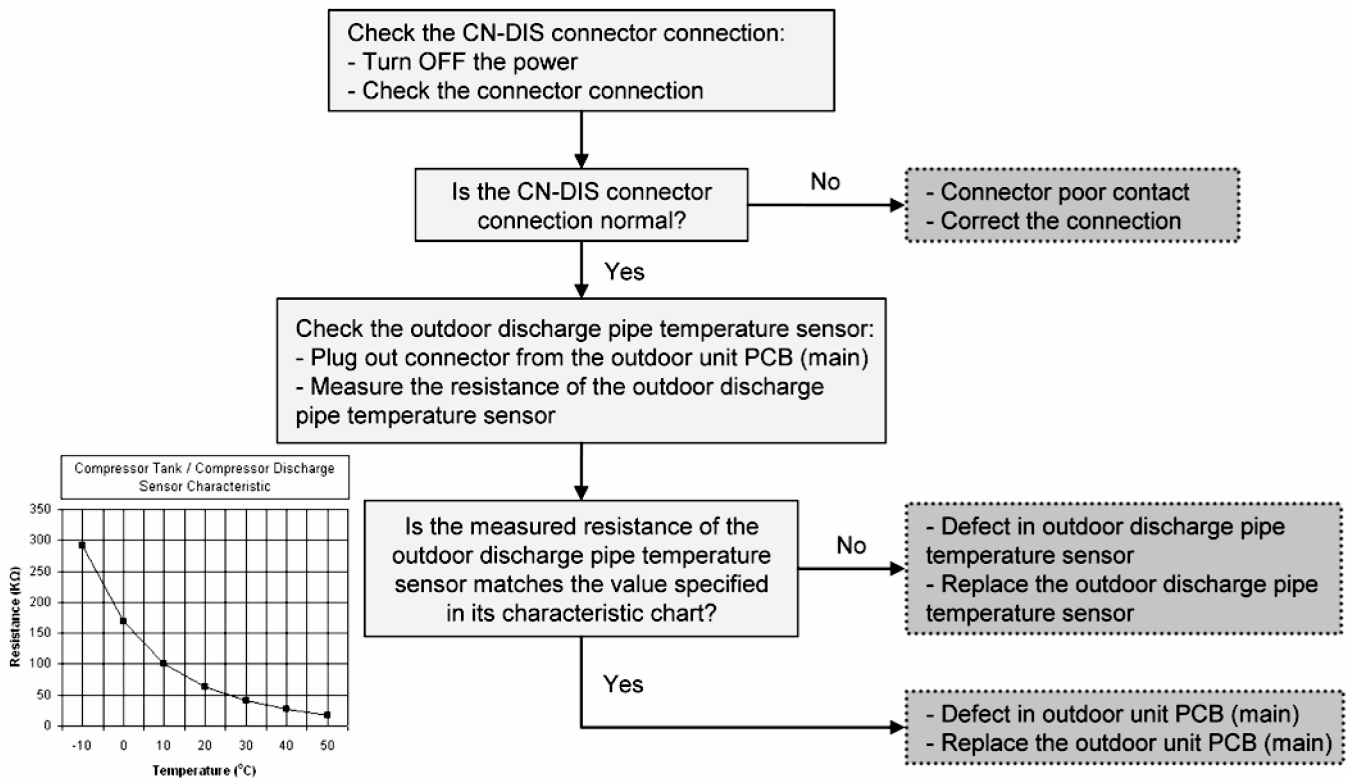 Check the CN-DIS connector connection:
- Turn OFF the power
- Check the connector connection
Is the CN-DIS connector
connection normal?
No
- Connector poor contact
- Correct the connection
Yes
Check the outdoor discharge pipe temperature sensor:
- Plug out connector from the outdoor unit PCB (main)
- Measure the resistance of the outdoor discharge
pipe temperature sensor
Compressor Tank / Compressor Discharge
Sensor Characteristic
Resistance (KΩ)
350
300
250
200
150
100
50
0
-10 0 10 20 30 40 50
Temperature (°C)
Is the measured resistance of the
outdoor discharge pipe temperature
sensor matches the value specified
in its characteristic chart?
No
- Defect in outdoor discharge pipe
temperature sensor
- Replace the outdoor discharge pipe
temperature sensor
Yes
- Defect in outdoor unit PCB (main)
- Replace the outdoor unit PCB (main)